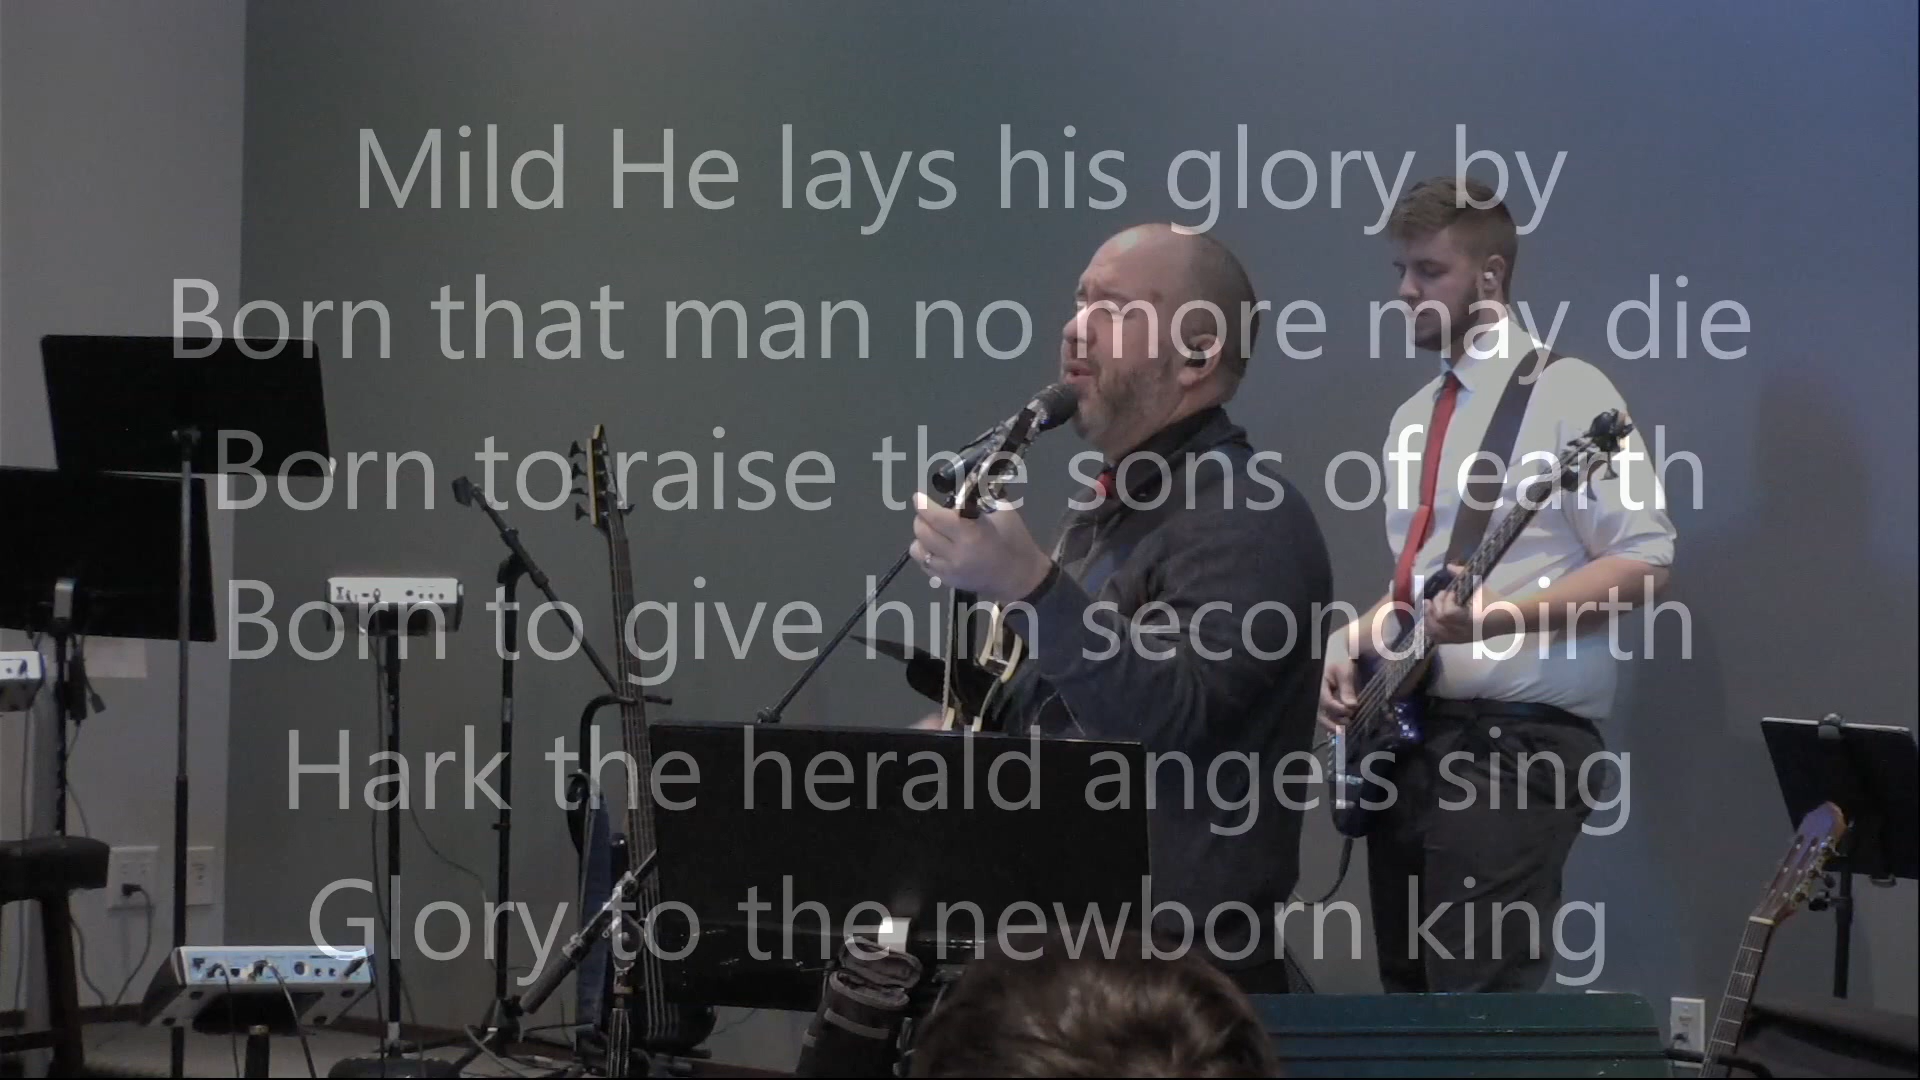 Mild He lays his glory by
Born that man no more may die
Born to raise the sons of earth
Born to give him second birth
Hark the herald angels sing
Glory to the newborn king